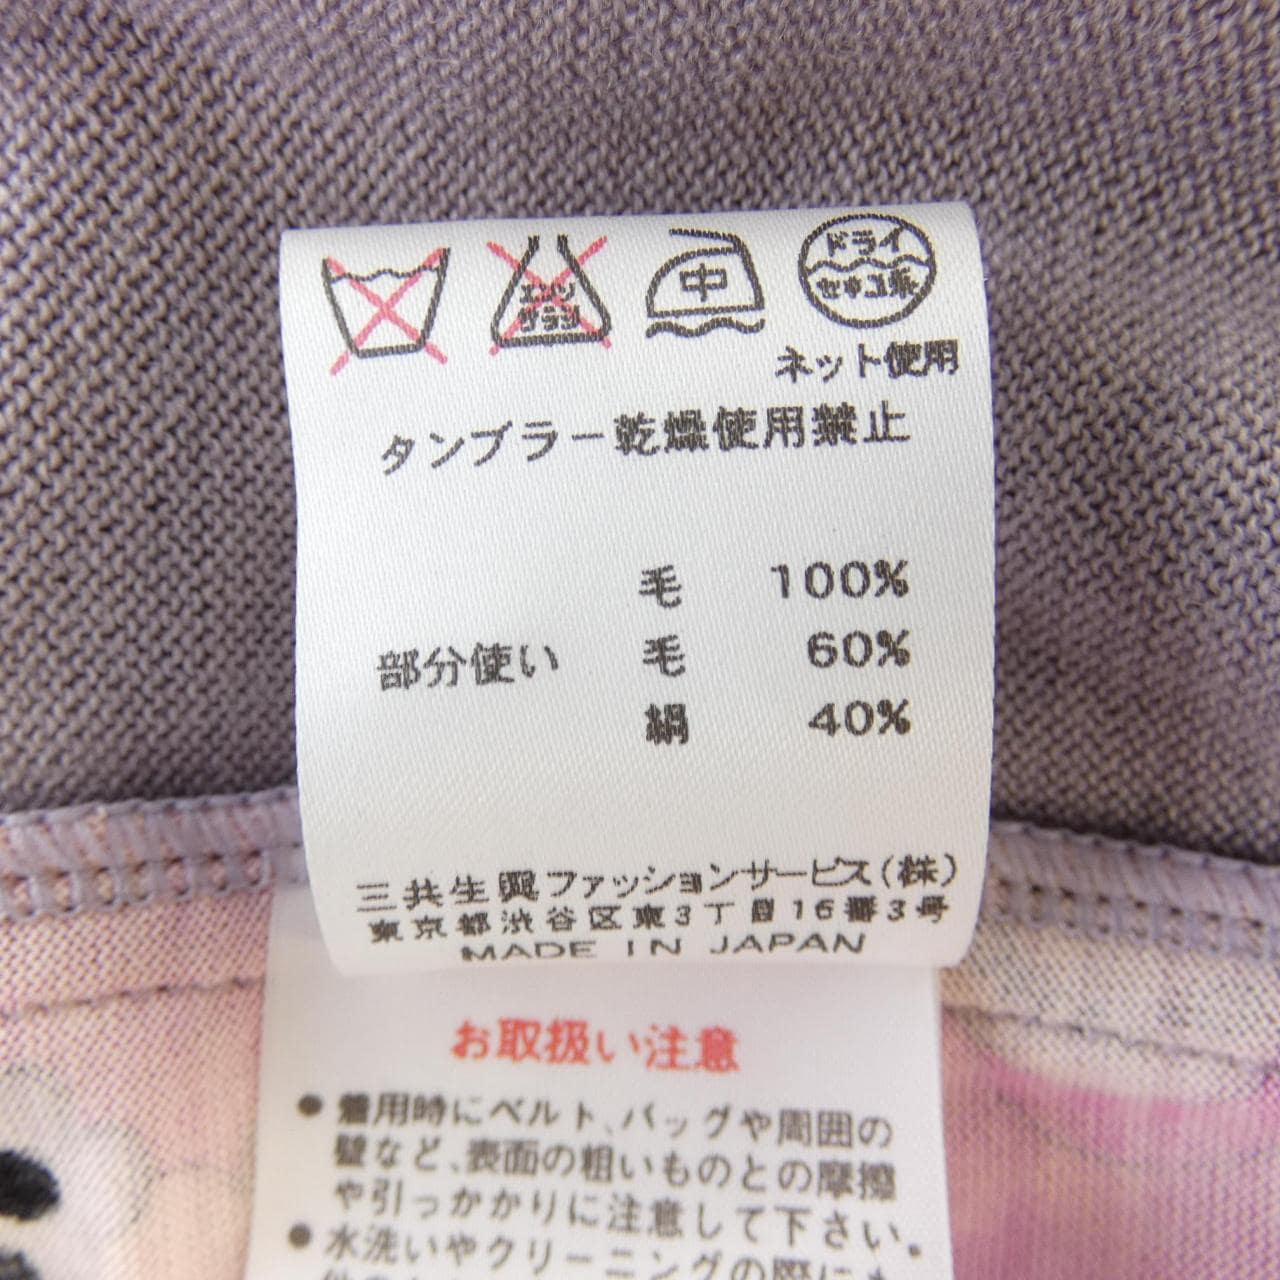 エンソ
サラシ
中
ドライ
セキユ系
ネット使用
タンブラー乾燥使用禁止
毛 100%
部分使い 毛 60%
絹 40%
三共生興ファッションサービス(株)
東京都渋谷区東3丁目16番3号
MADE IN JAPAN
お取扱い注意
● 着用時にベルト、バッグや周囲の
壁など、表面の粗いものとの摩擦
や引っかかりに注意して下さい。
● 水洗いやクリーニングの際にも